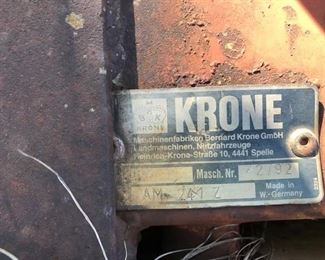 KRONE
KRONE
Maschinenfabriken Bernard Krone GmbH
Landmaschinen, Nutzfahrzeuge
Heinrich-Krone-Straße 10, 4441 Spelle
Masch. Nr.
AM 241 Z
Made in
W.-Germany